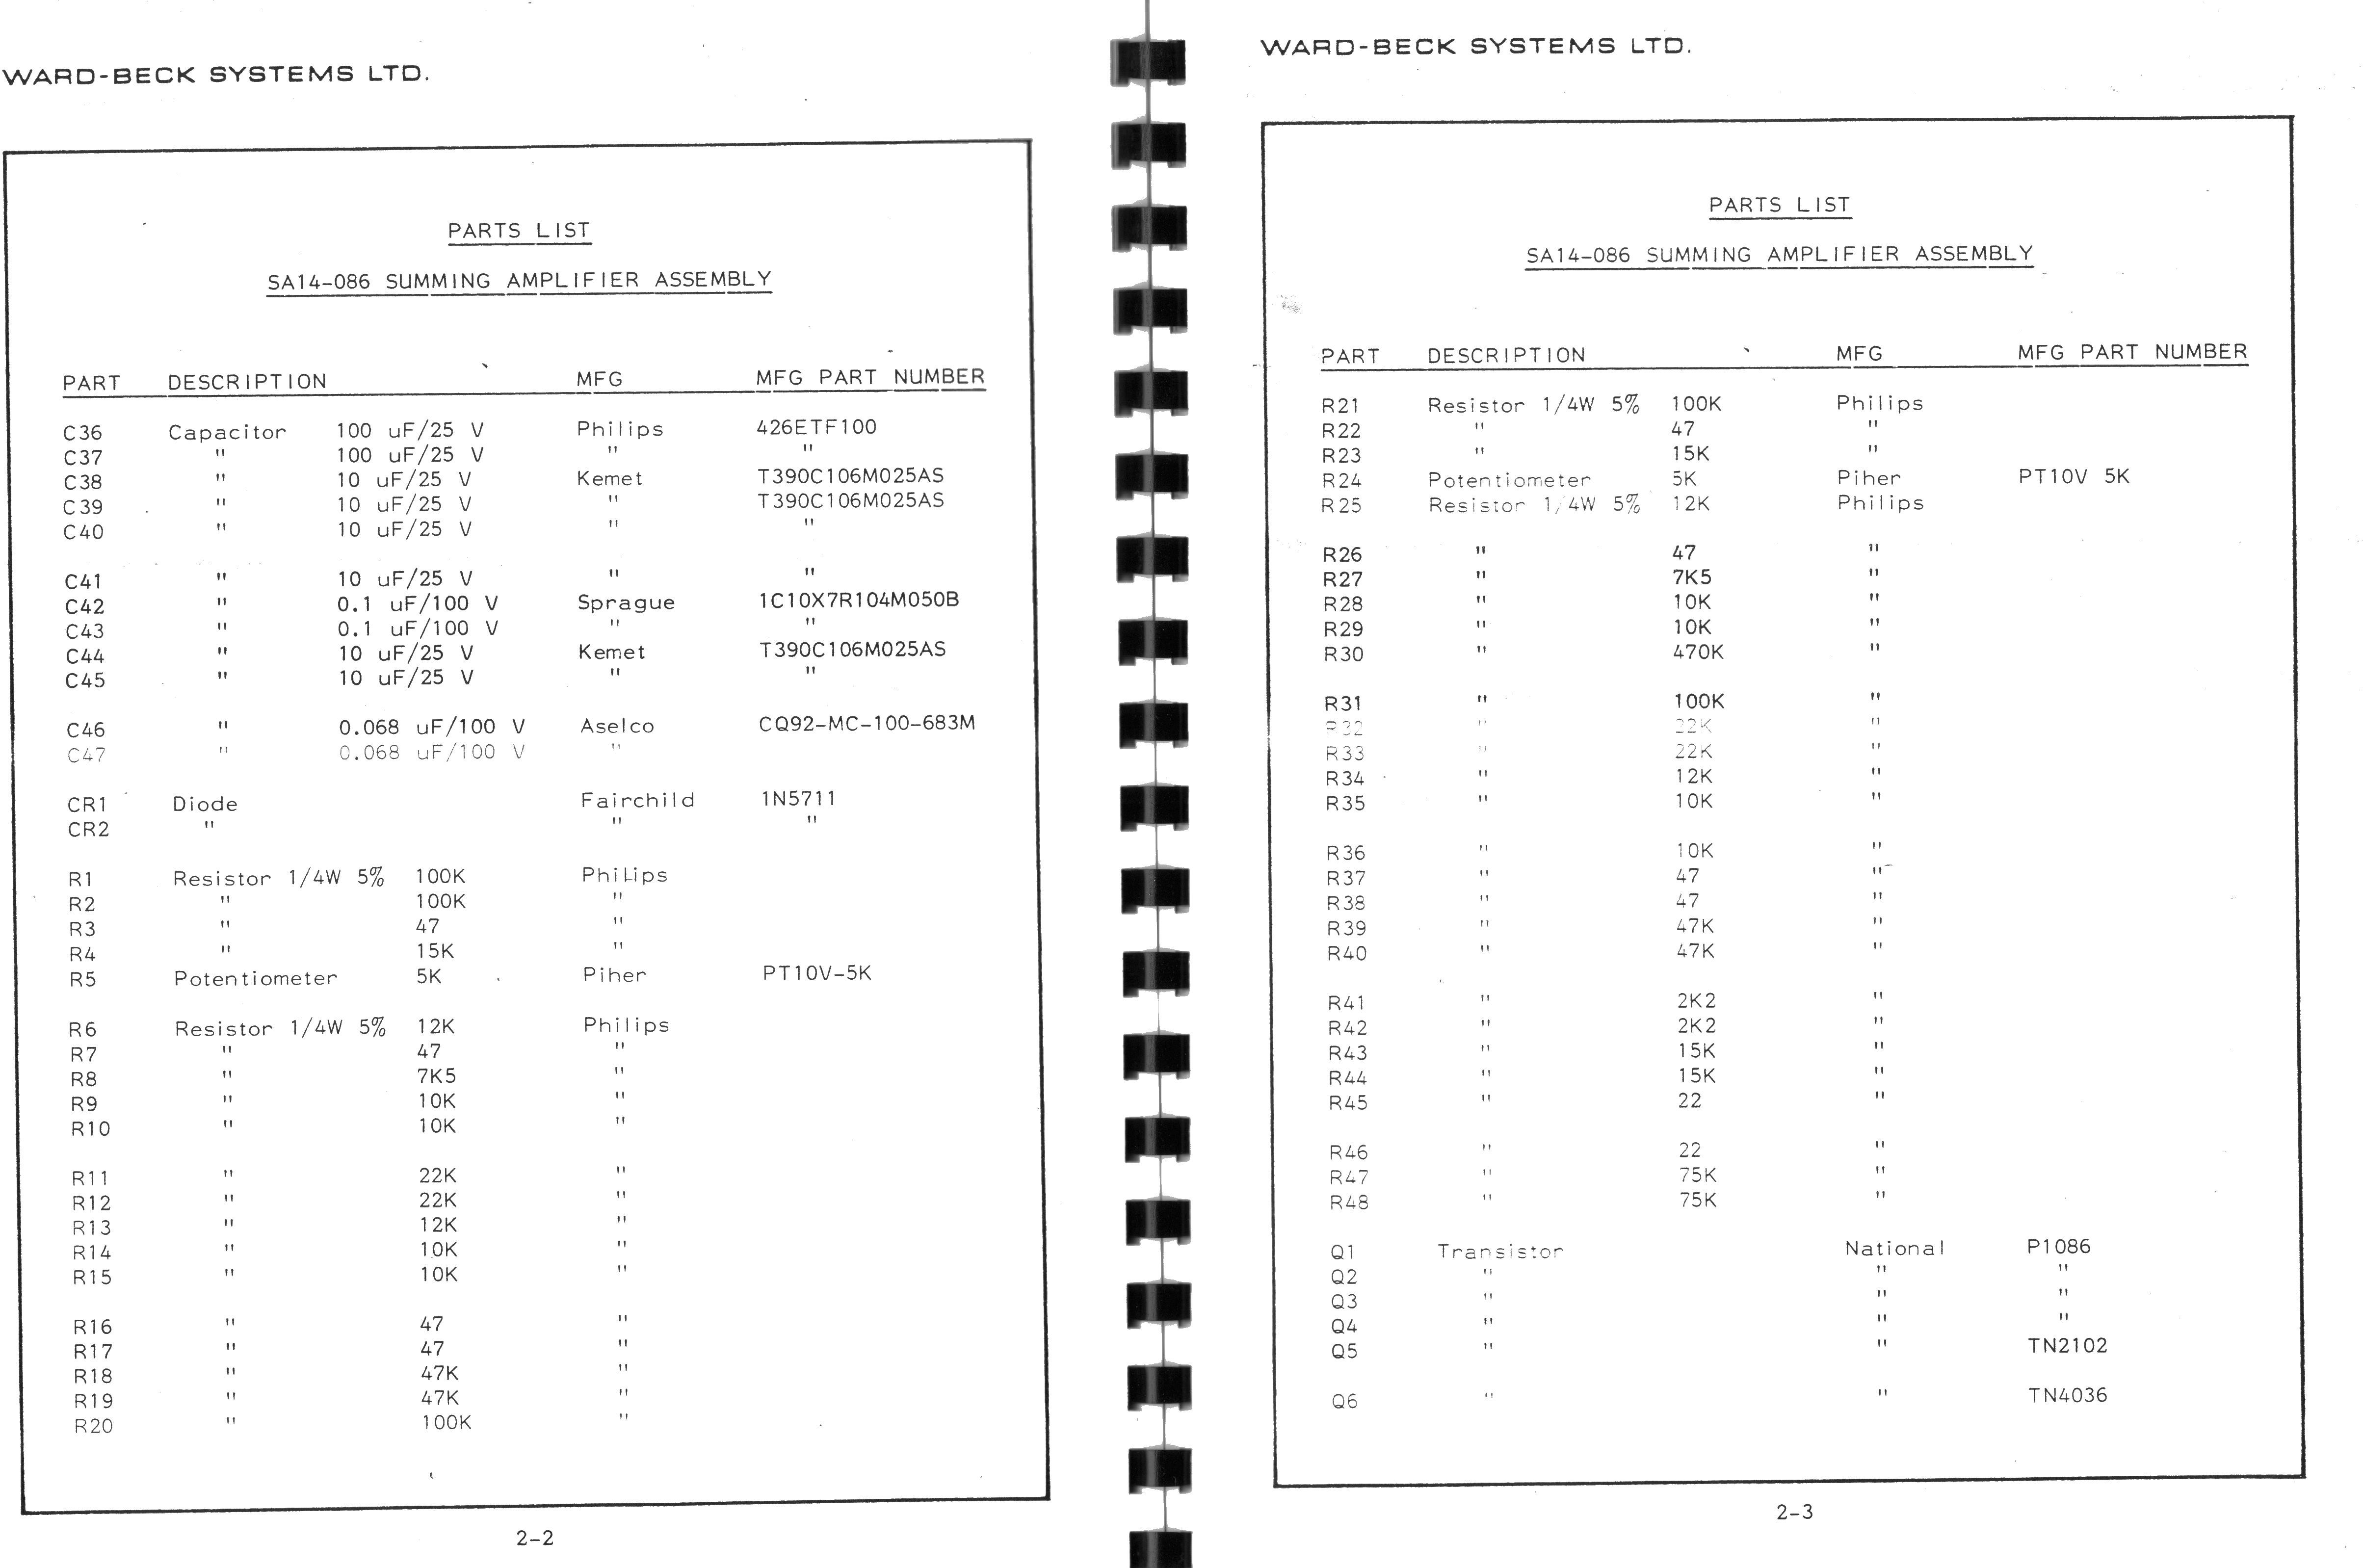 WARD-BECK SYSTEMS LTD.
PARTS LIST
SA14-086 SUMMING AMPLIFIER ASSEMBLY
PART DESCRIPTION MFG MFG PART NUMBER
C36 Capacitor 100 uF/25 V Philips 426ETF100
C37 " 100 uF/25 V " "
C38 " 10 uF/25 V Kemet T390C106M025AS
C39 " 10 uF/25 V " T390C106M025AS
C40 " 10 uF/25 V " "
C41 " 10 uF/25 V " "
C42 " 0.1 uF/100 V Sprague 1C10X7R104M050B
C43 " 0.1 uF/100 V " "
C44 " 10 uF/25 V Kemet T390C106M025AS
C45 " 10 uF/25 V " "
C46 " 0.068 uF/100 V Aselco CQ92-MC-100-683M
C47 " 0.068 uF/100 V "
CR1 Diode Fairchild 1N5711
CR2 " " "
R1 Resistor 1/4W 5% 100K Philips
R2 " 100K "
R3 " 47 "
R4 " 15K "
R5 Potentiometer 5K Piher PT10V-5K
R6 Resistor 1/4W 5% 12K Philips
R7 " 47 "
R8 " 7K5 "
R9 " 10K "
R10 " 10K "
R11 " 22K "
R12 " 22K "
R13 " 12K "
R14 " 10K "
R15 " 10K "
R16 " 47 "
R17 " 47 "
R18 " 47K "
R19 " 47K "
R20 " 100K "
2-2
WARD-BECK SYSTEMS LTD.
PARTS LIST
SA14-086 SUMMING AMPLIFIER ASSEMBLY
PART DESCRIPTION MFG MFG PART NUMBER
R21 Resistor 1/4W 5% 100K Philips
R22 " 47 "
R23 " 15K "
R24 Potentiometer 5K Piher PT10V 5K
R25 Resistor 1/4W 5% 12K Philips
R26 " 47 "
R27 " 7K5 "
R28 " 10K "
R29 " 10K "
R30 " 470K "
R31 " 100K "
R32 " 22K "
R33 " 22K "
R34 " 12K "
R35 " 10K "
R36 " 10K "
R37 " 47 "
R38 " 47 "
R39 " 47K "
R40 " 47K "
R41 " 2K2 "
R42 " 2K2 "
R43 " 15K "
R44 " 15K "
R45 " 22 "
R46 " 22 "
R47 " 75K "
R48 " 75K "
Q1 Transistor National P1086
Q2 " " "
Q3 " " "
Q4 " " "
Q5 " " TN2102
Q6 " " TN4036
2-3